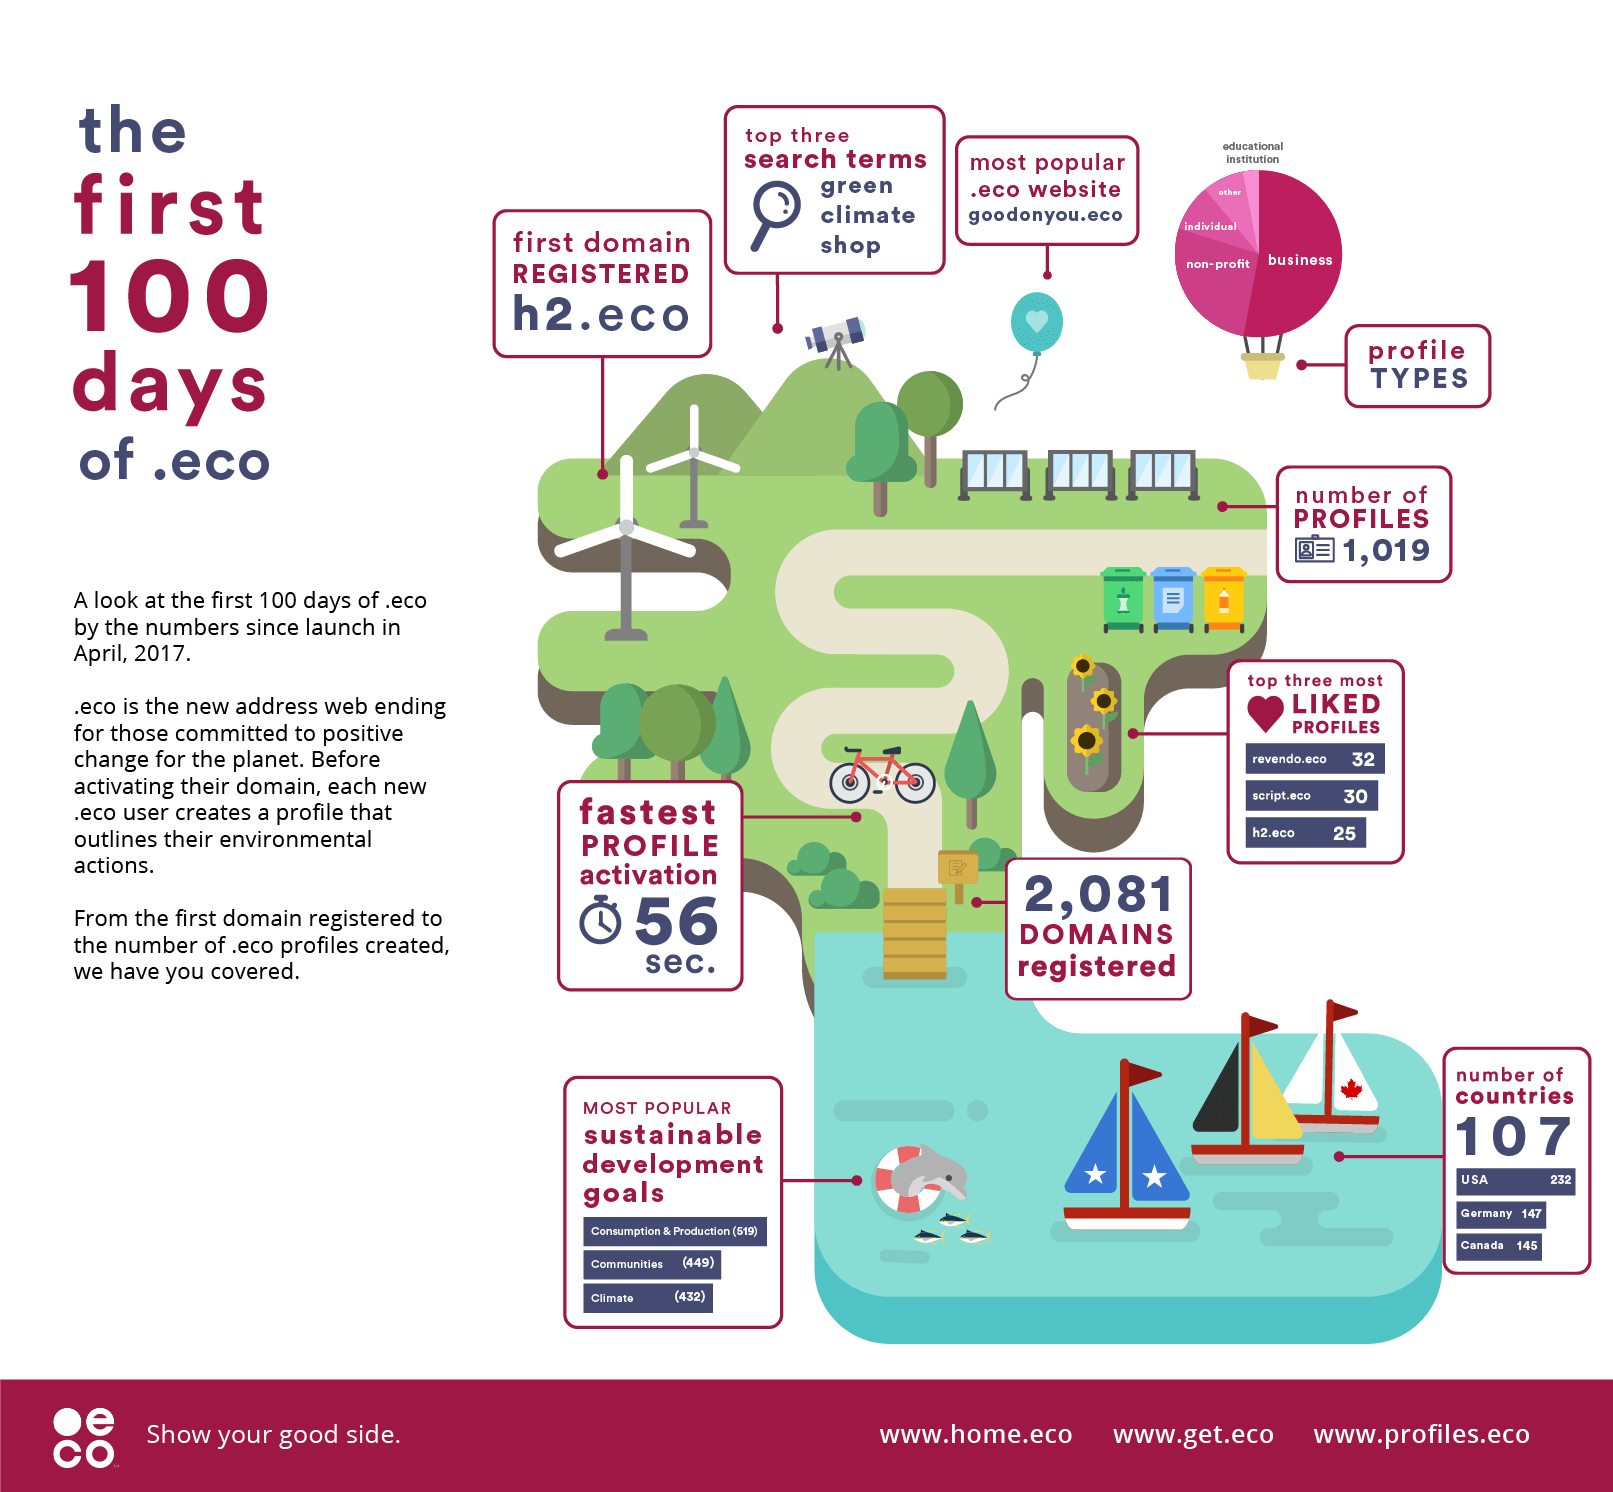 the
first
100
days
of .eco
A look at the first 100 days of .eco
by the numbers since launch in
April, 2017.
.eco is the new address web ending
for those committed to positive
change for the planet. Before
activating their domain, each new
.eco user creates a profile that
outlines their environmental
actions.
From the first domain registered to
the number of .eco profiles created,
we have you covered.
first domain
REGISTERED
h2.eco
top three
search terms
green
climate
shop
most popular
.eco website
goodonyou.eco
educational
institution
other
individual
non-profit
business
profile
TYPES
number of
PROFILES
1,019
top three most
LIKED
PROFILES
revendo.eco 32
script.eco 30
h2.eco 25
fastest
PROFILE
activation
56
sec.
2,081
DOMAINS
registered
MOST POPULAR
sustainable
development
goals
Consumption & Production (519)
Communities (449)
Climate (432)
number of
countries
107
USA 232
Germany 147
Canada 145
eco
Show your good side.
www.home.eco www.get.eco www.profiles.eco